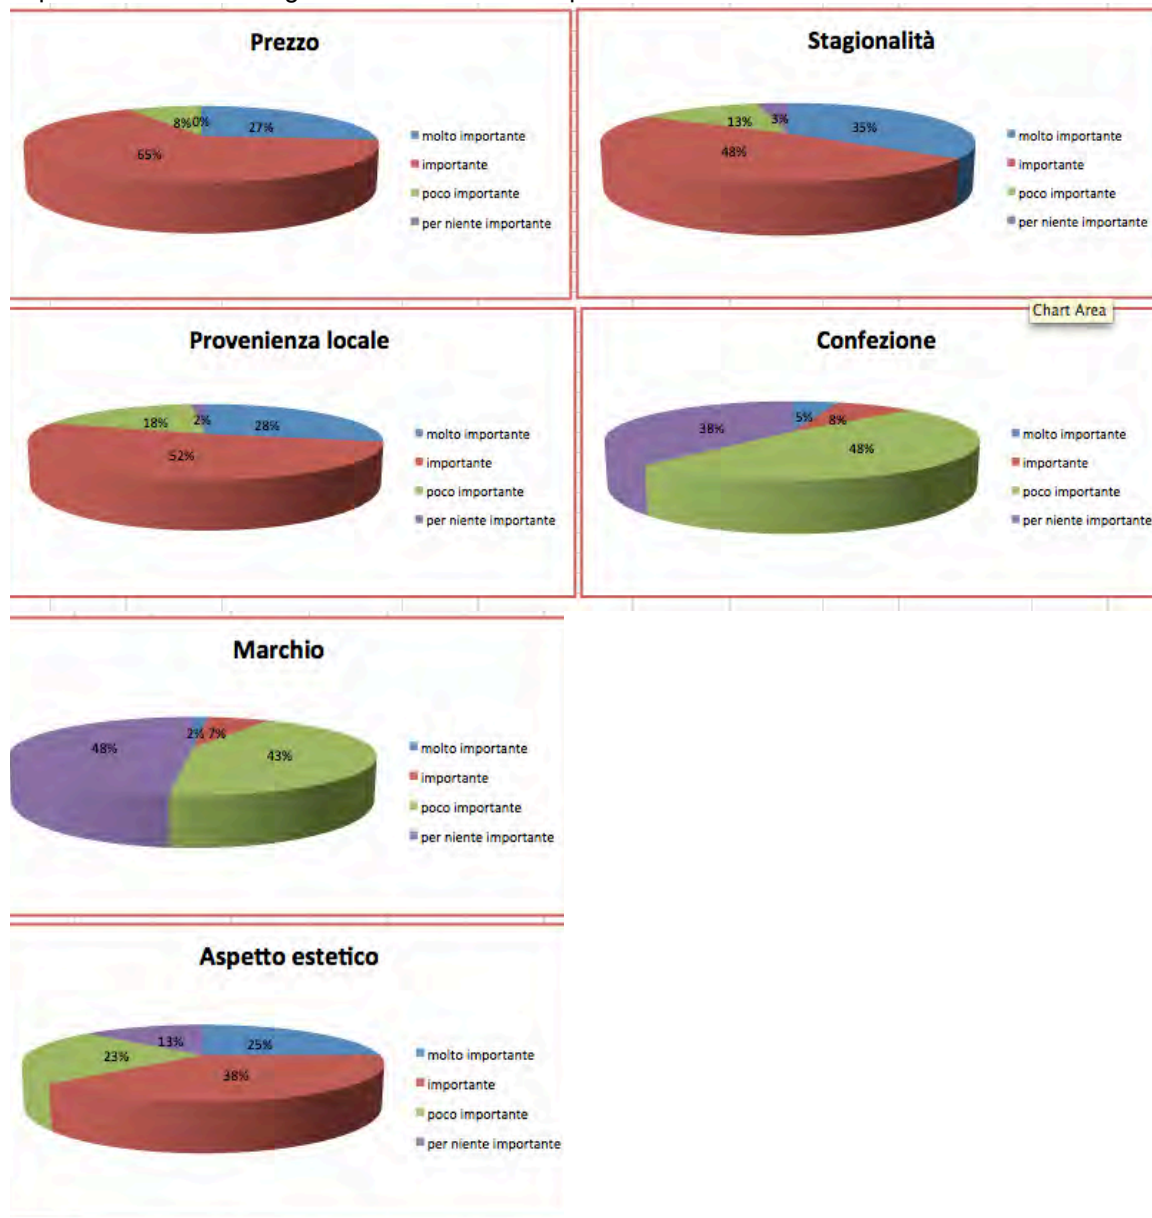 Prezzo
8% 0% 27%
65%
molto importante
importante
poco importante
per niente importante
Stagionalità
13% 3% 35%
48%
molto importante
importante
poco importante
per niente importante
Chart Area
Provenienza locale
18% 2% 28%
52%
molto importante
importante
poco importante
per niente importante
Confezione
38% 5% 8%
48%
molto importante
importante
poco importante
per niente importante
Marchio
48% 2% 7%
43%
molto importante
importante
poco importante
per niente importante
Aspetto estetico
23% 13% 25%
38%
molto importante
importante
poco importante
per niente importante